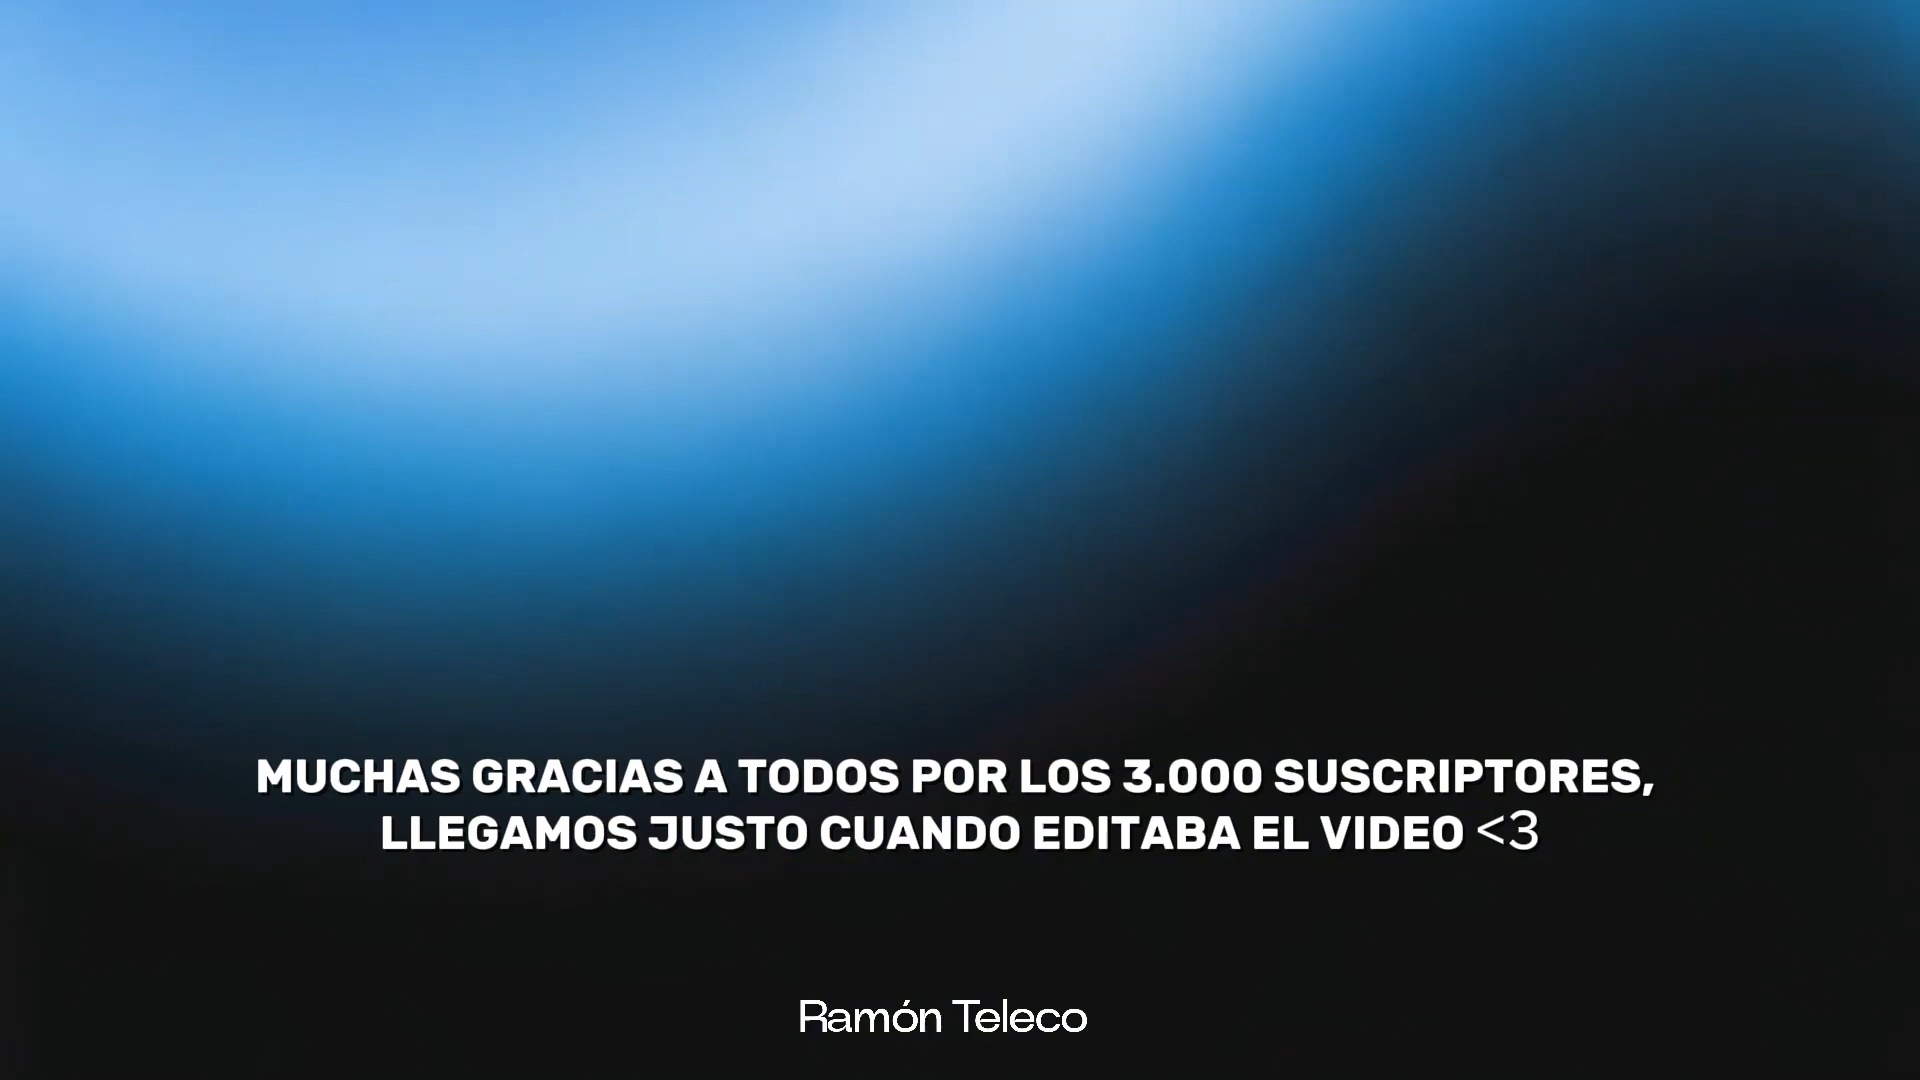 MUCHAS GRACIAS A TODOS POR LOS 3.000 SUSCRIPTORES,
LLEGAMOS JUSTO CUANDO EDITABA EL VIDEO <3
Ramón Teleco